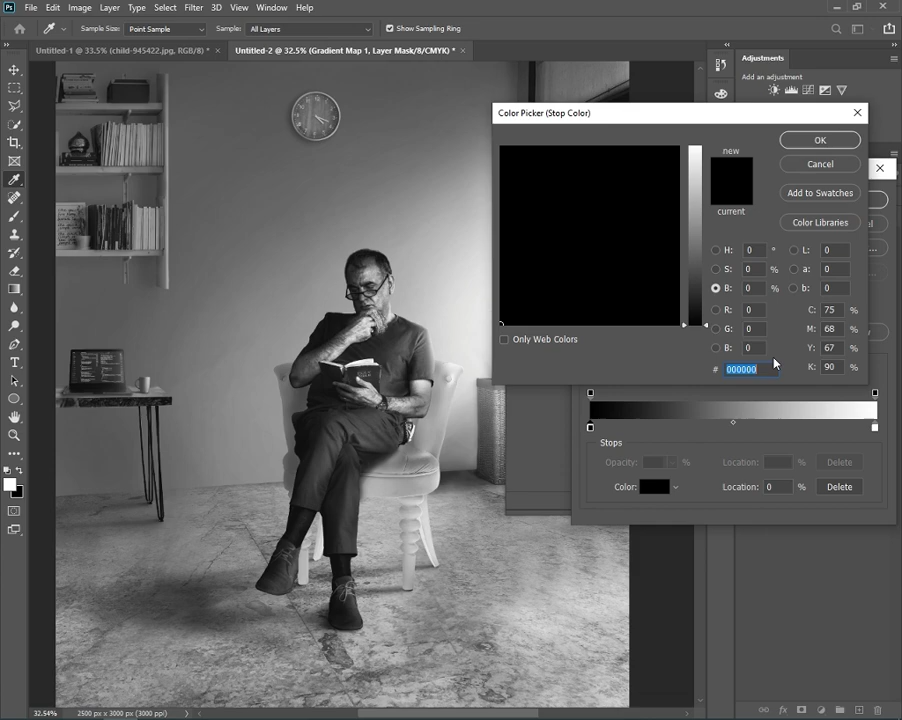 Ps File Edit Image Layer Type Select Filter 3D View Window Help
Sample Size: Point Sample Sample: All Layers Show Sampling Ring
Untitled-1 @ 33.5% (child-945422.jpg, RGB/8) * × Untitled-2 @ 32.5% (Gradient Map 1, Layer Mask/8/CMYK) * ×
Adjustments
Add an adjustment
Color Picker (Stop Color)
new
current
OK
Cancel
Add to Swatches
Color Libraries
H: 0 ° L: 0
S: 0 % a: 0
B: 0 % b: 0
R: 0 C: 75 %
G: 0 M: 68 %
B: 0 Y: 67 %
# 000000 K: 90 %
Only Web Colors
Stops
Opacity: % Location: % Delete
Color: Location: 0 % Delete
32.54% 2500 px x 3000 px (3000 ppi)